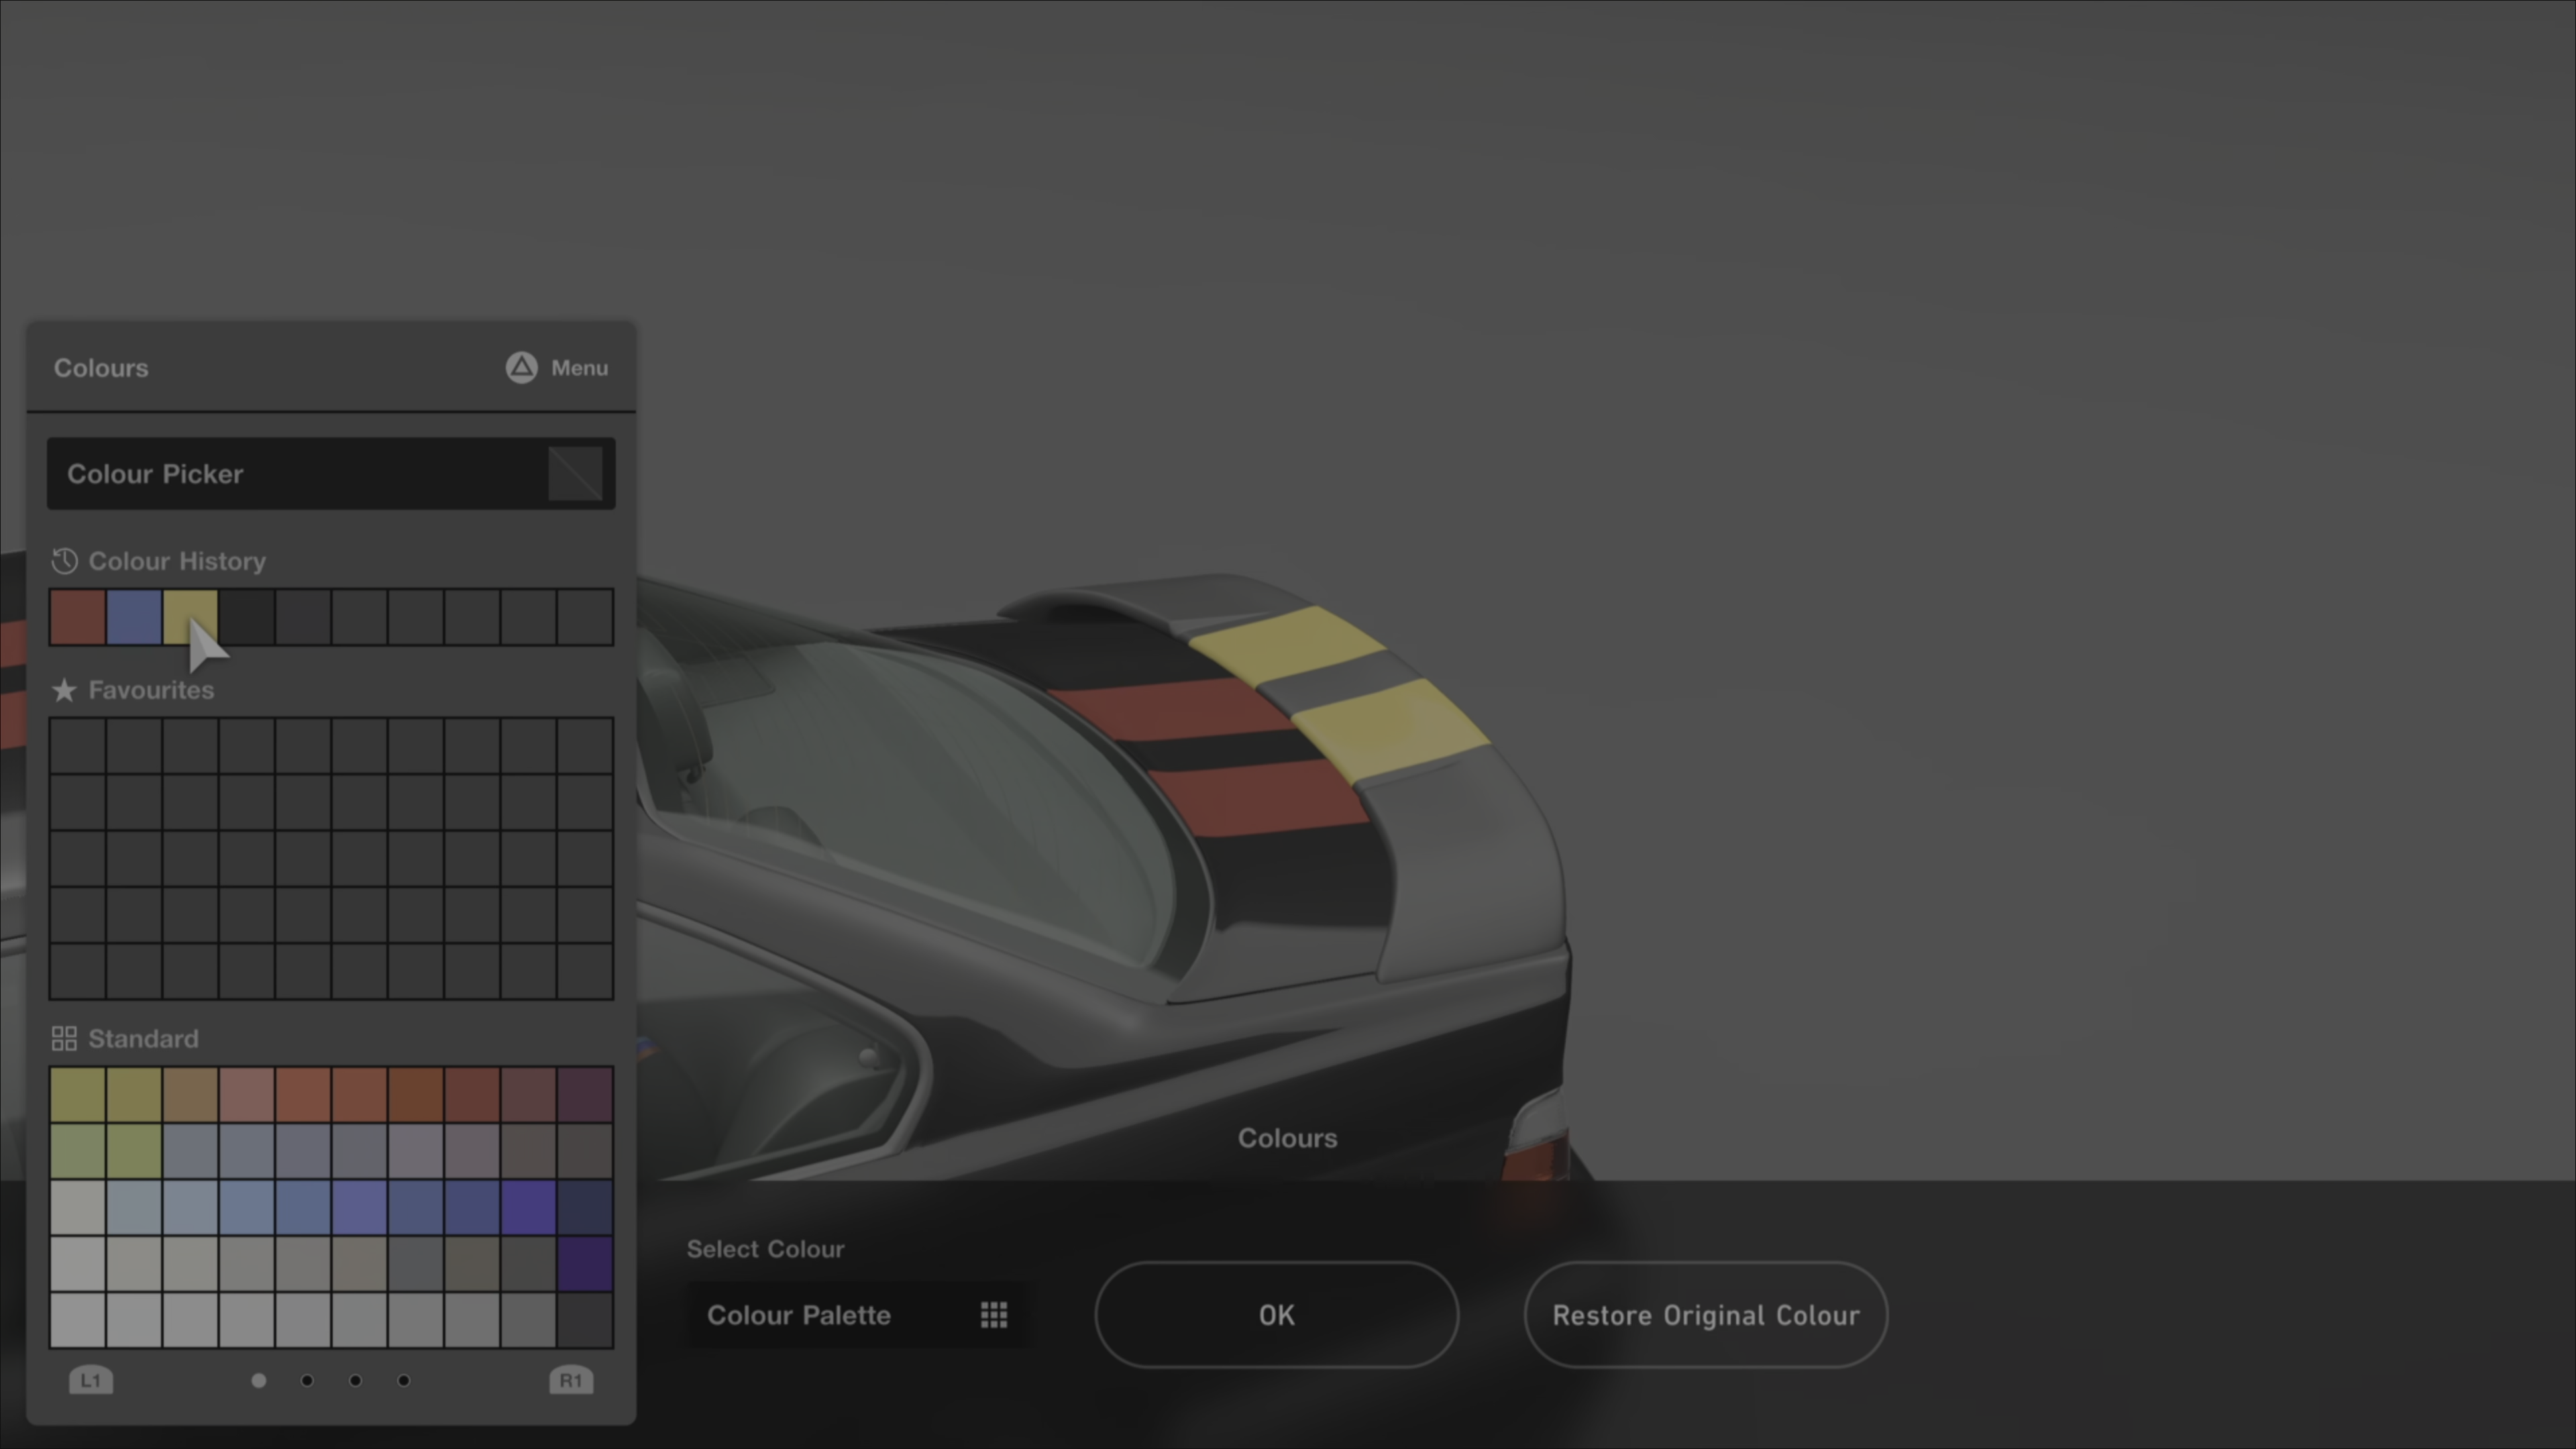 Colours
Menu
Colour Picker
Colour History
Favourites
Standard
L1
R1
Colours
Select Colour
Colour Palette
OK
Restore Original Colour